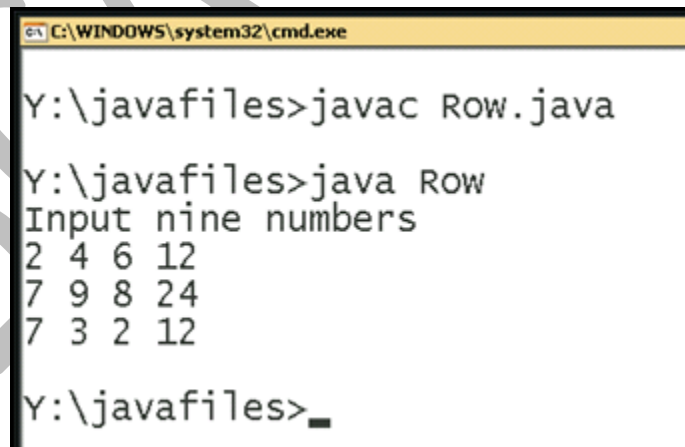 C:\WINDOWS\system32\cmd.exe
Y:\javafiles>javac Row.java
Y:\javafiles>java Row
Input nine numbers
2 4 6 12
7 9 8 24
7 3 2 12
Y:\javafiles>_